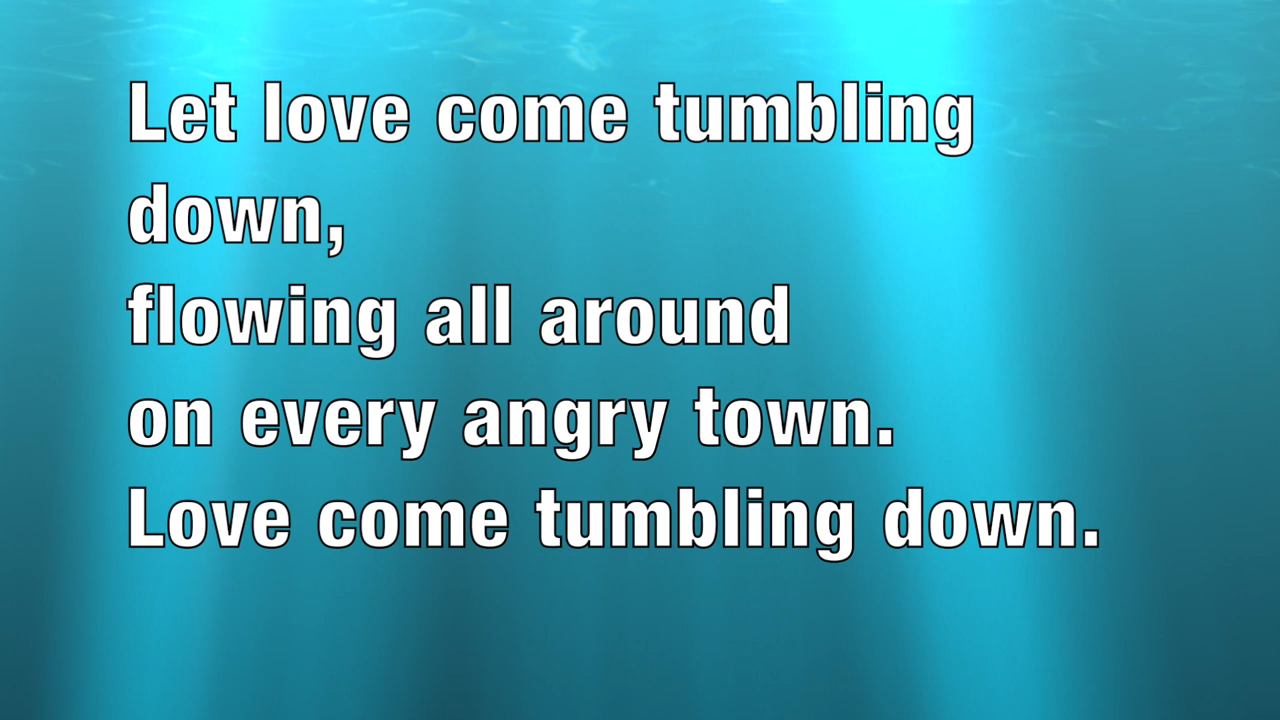 Let love come tumbling
down,
flowing all around
on every angry town.
Love come tumbling down.